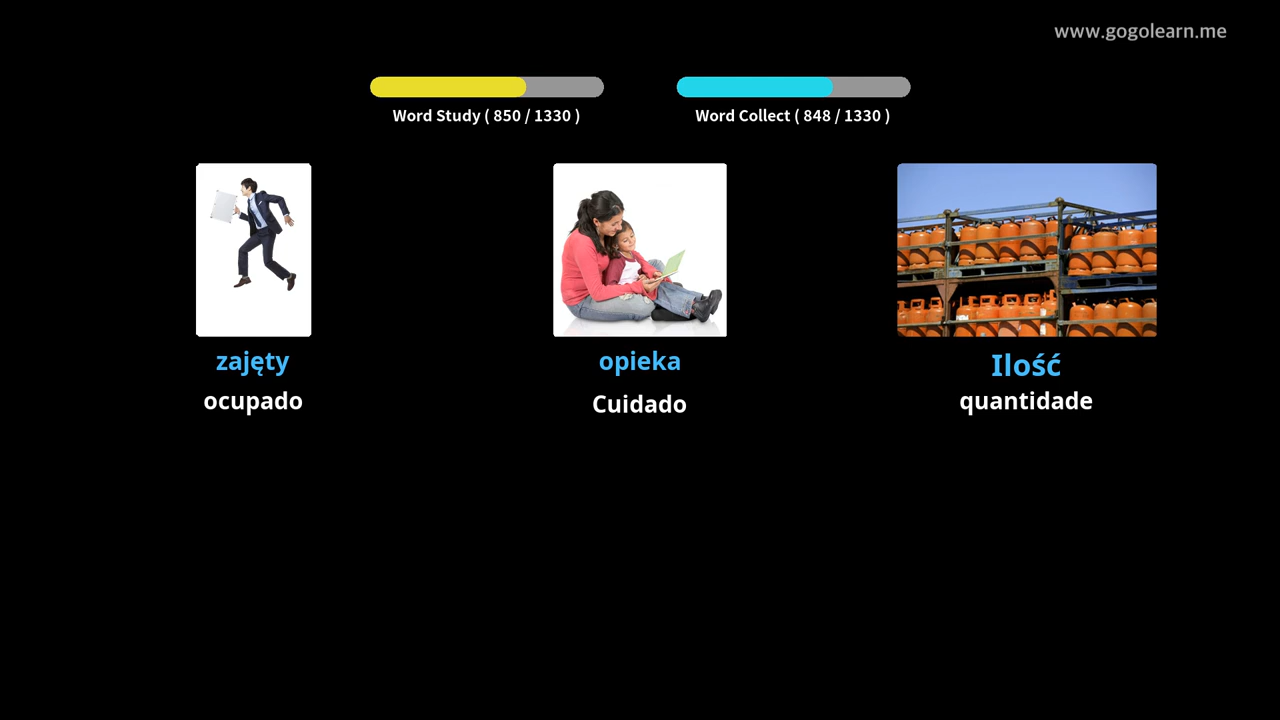 www.gogolearn.me
Word Study ( 850 / 1330 )
Word Collect ( 848 / 1330 )
zajęty
ocupado
opieka
Cuidado
Ilość
quantidade